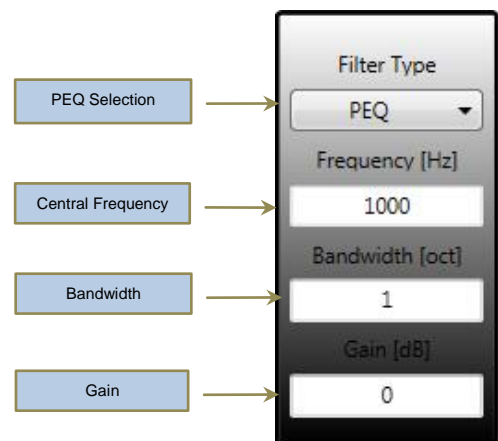 Filter Type
PEQ Selection
PEQ
Frequency [Hz]
Central Frequency
1000
Bandwidth [oct]
Bandwidth
1
Gain [dB]
Gain
0